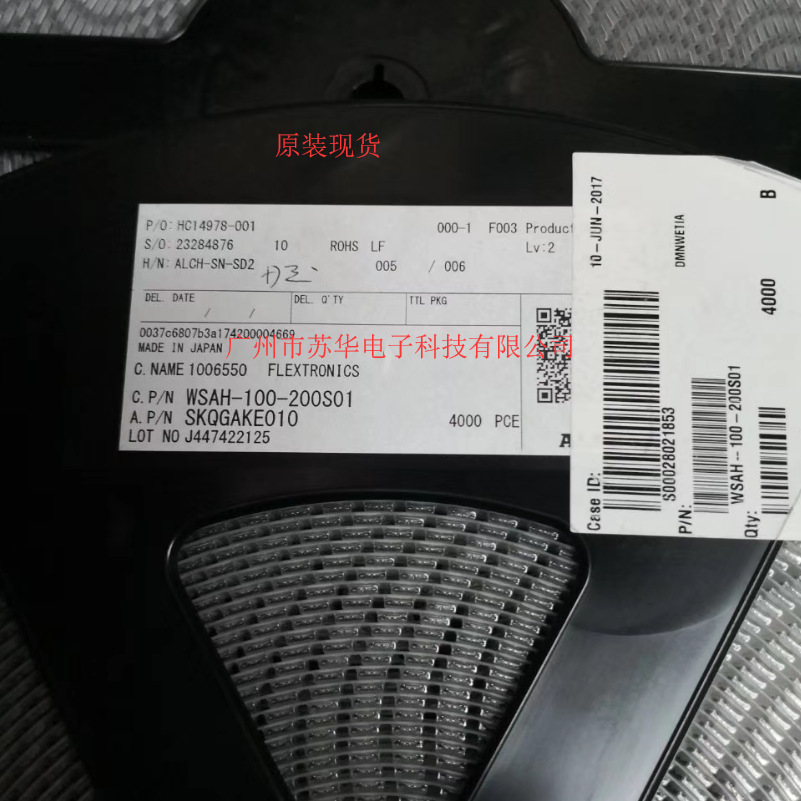 原装现货
P/O: HC14978-001 000-1 F003 Product
S/O: 23284876 10 ROHS LF Lv:2
H/N: ALCH-SN-SD2 005 / 006
DEL. DATE DEL. Q'TY TTL PKG
/ /
0037c6807b3a174200004669
MADE IN JAPAN
广州市苏华电子科技有限公司
C.NAME 1006550 FLEXTRONICS
C.P/N WSAH-100-200S01
A.P/N SKQGAKE010 4000 PCE
LOT NO J447422125
10-JUN-2017
DMNWETIA
B
Case ID:
S00028021853
P/N:
WSAH--100-200S01
Qty:
4000